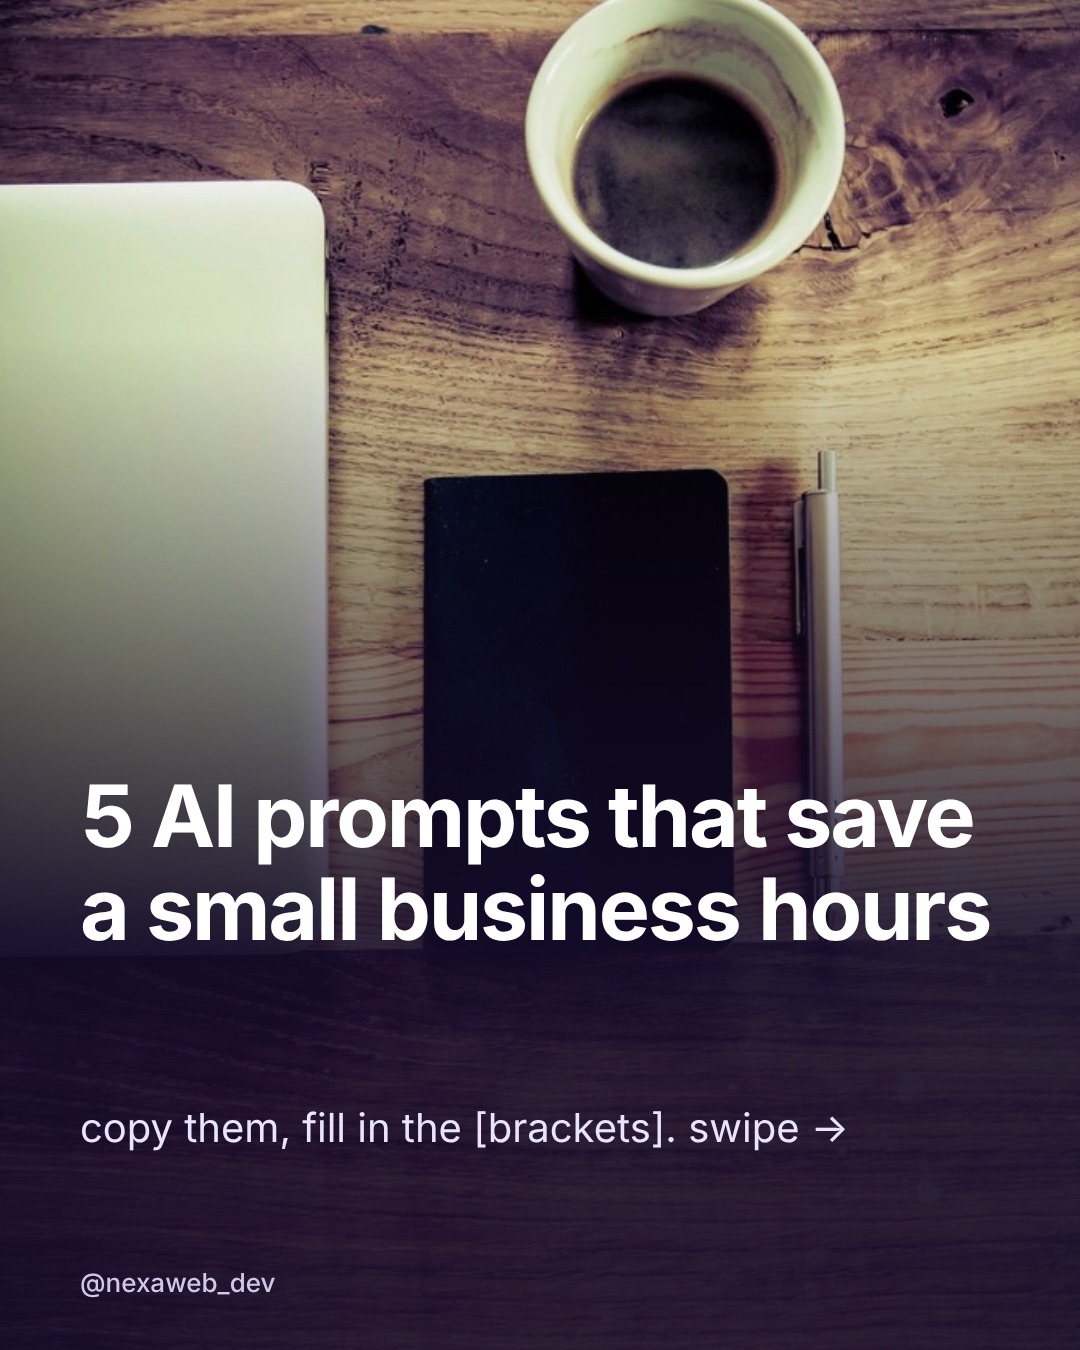 5 AI prompts that save
a small business hours
copy them, fill in the [brackets]. swipe →
@nexaweb_dev